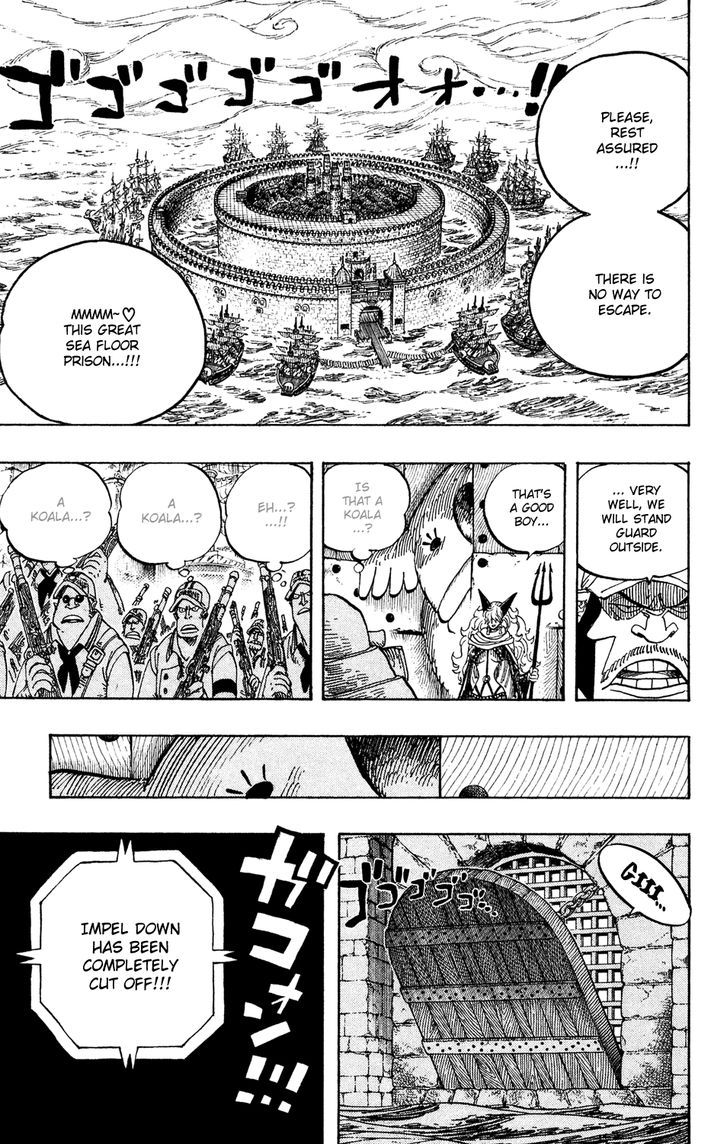 ゴゴゴゴゴオオ...!!
PLEASE,
REST
ASSURED
...!!
THERE IS
NO WAY TO
ESCAPE.
MMMM~♡
THIS GREAT
SEA FLOOR
PRISON...!!!
... VERY
WELL, WE
WILL STAND
GUARD
OUTSIDE.
THAT'S
A GOOD
BOY...
IS
THAT A
KOALA
...?
EH...?
...!!
A
KOALA...?
A
KOALA...?
GIII...
ゴゴゴゴゴ...
ガコォン!!!
IMPEL DOWN
HAS BEEN
COMPLETELY
CUT OFF!!!